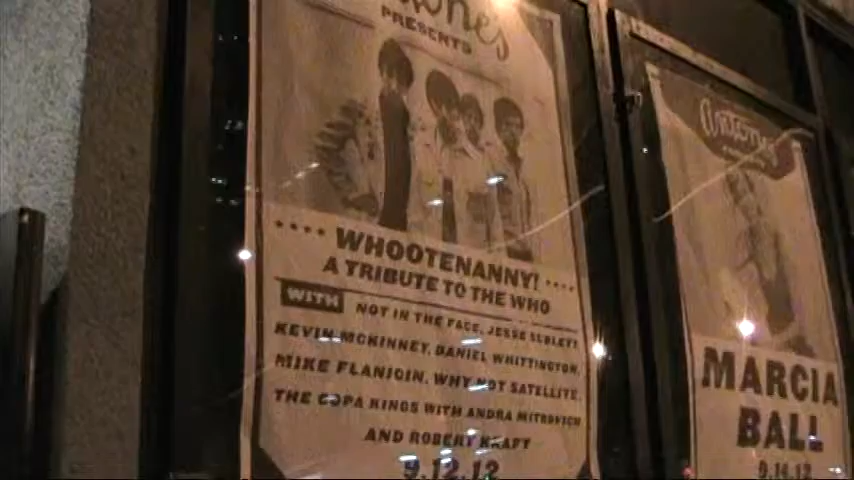 PRESENTS
WHOOTENANNY!
A TRIBUTE TO THE WHO
WITH NOT IN THE FACE, JESSE SUBLETT
KEVIN MCKINNEY, DANIEL WHITTINGTON,
MIKE FLANIGIN, WHY NOT SATELLITE,
THE COPA KINGS WITH ANDRA MITROVICH
AND ROBERT KRAFT
9.12.12
Antone's
MARCIA
BALL
9.14.12